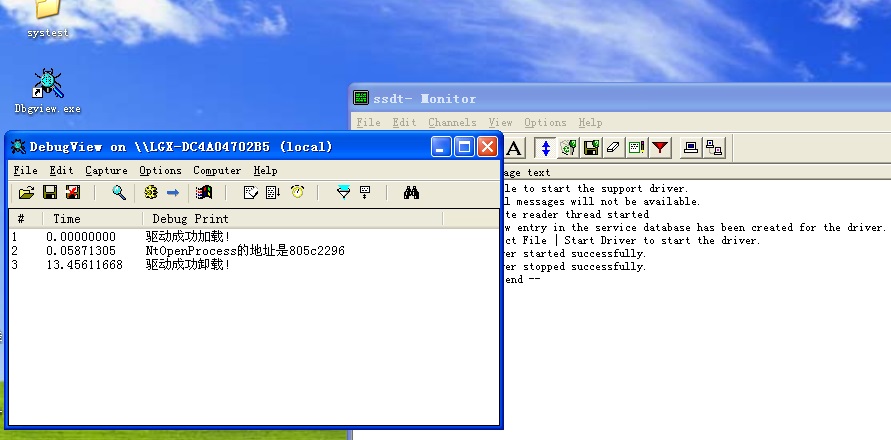 systest
Dbgview.exe
ssdt- Monitor
File Edit Channels View Options Help
A
age text
le to start the support driver.
l messages will not be available.
te reader thread started
w entry in the service database has been created for the driver.
ct File | Start Driver to start the driver.
er started successfully.
er stopped successfully.
end --
DebugView on \\LGX-DC4A04702B5 (local)
File Edit Capture Options Computer Help
# Time Debug Print
1 0.00000000 驱动成功加载!
2 0.05871305 NtOpenProcess的地址是805c2296
3 13.45611668 驱动成功卸载!